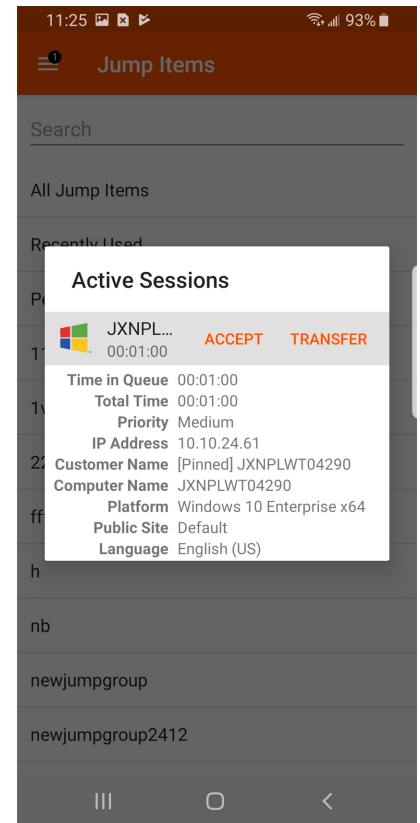 11:25 93%
1
Jump Items
Search
All Jump Items
Recently Used
Pe
Active Sessions
JXNPL...
00:01:00
ACCEPT TRANSFER
Time in Queue 00:01:00
Total Time 00:01:00
Priority Medium
IP Address 10.10.24.61
Customer Name [Pinned] JXNPLWT04290
Computer Name JXNPLWT04290
Platform Windows 10 Enterprise x64
Public Site Default
Language English (US)
h
nb
newjumpgroup
newjumpgroup2412